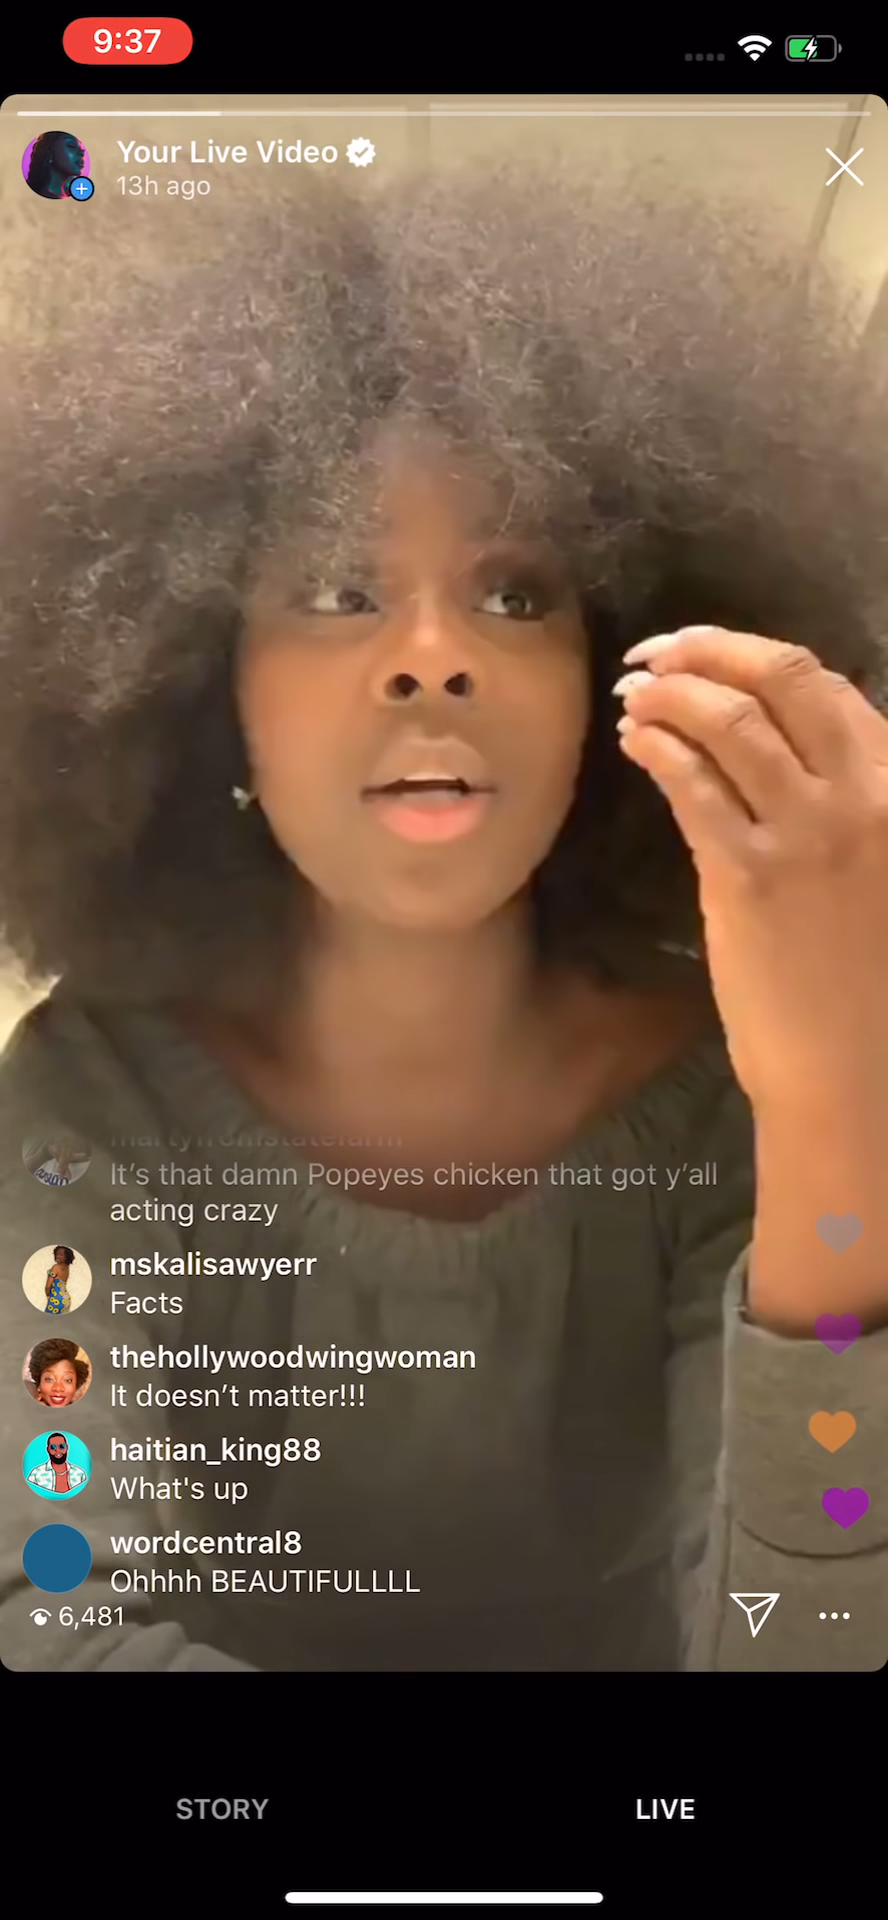 9:37
Your Live Video
13h ago
martyfromstatefarm
It’s that damn Popeyes chicken that got y’all
acting crazy
mskalisawyerr
Facts
thehollywoodwingwoman
It doesn’t matter!!!
haitian_king88
What's up
wordcentral8
Ohhhh BEAUTIFULLLL
6,481
STORY
LIVE